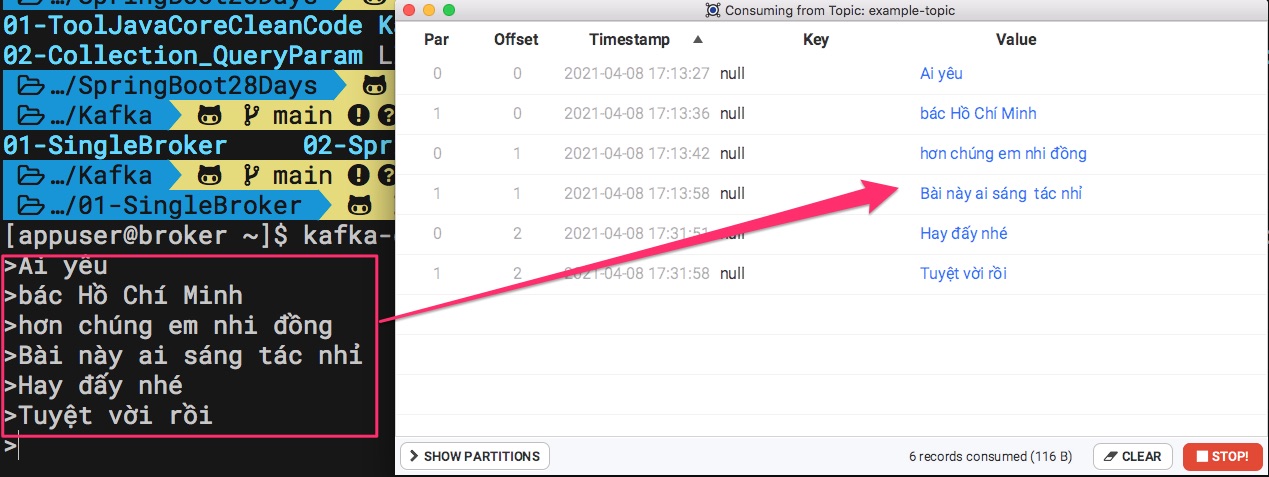 01-ToolJavaCoreCleanCode K
02-Collection_QueryParam L
…/SpringBoot28Days
…/Kafka main
01-SingleBroker 02-Spr
…/Kafka main
…/01-SingleBroker
[appuser@broker ~]$ kafka-
>Ai yêu
>bác Hồ Chí Minh
>hơn chúng em nhi đồng
>Bài này ai sáng tác nhỉ
>Hay đấy nhé
>Tuyệt vời rồi
>
Consuming from Topic: example-topic
Par Offset Timestamp Key Value
0 0 2021-04-08 17:13:27 null Ai yêu
1 0 2021-04-08 17:13:36 null bác Hồ Chí Minh
0 1 2021-04-08 17:13:42 null hơn chúng em nhi đồng
1 1 2021-04-08 17:13:58 null Bài này ai sáng tác nhỉ
0 2 2021-04-08 17:31:51 null Hay đấy nhé
1 2 2021-04-08 17:31:58 null Tuyệt vời rồi
SHOW PARTITIONS 6 records consumed (116 B) CLEAR STOP!